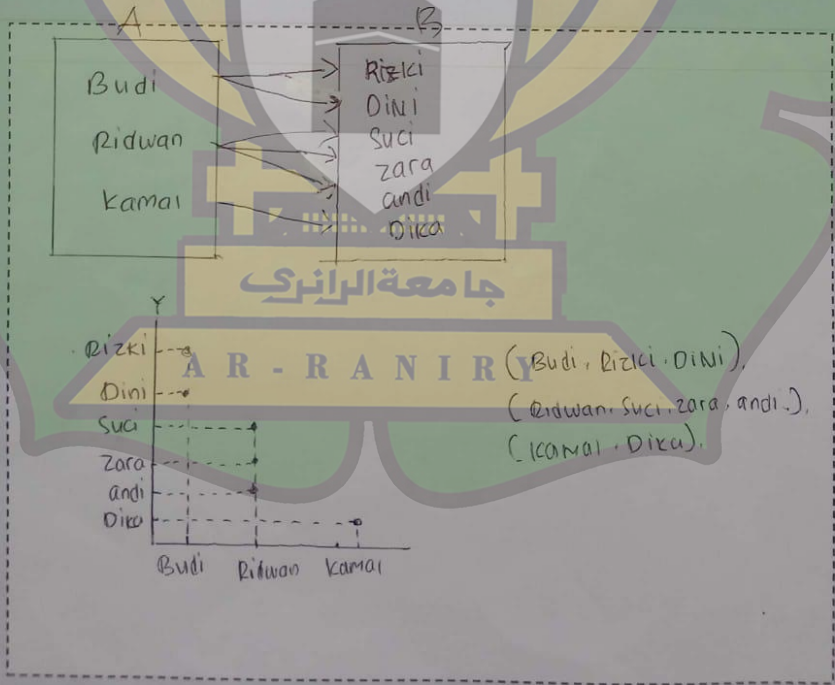 A B
Budi
Ridwan
Kamal
Rizki
DiNi
Suci
zara
andi
Dika
جامعة الرانري
AR-RANIRY
Y
Rizki
Dini
Suci
zara
andi
Dika
Budi Ridwan Kamal
(Budi, Rizki, DiNi),
(Ridwan, Suci, zara, andi.),
(Kamal, Dika).